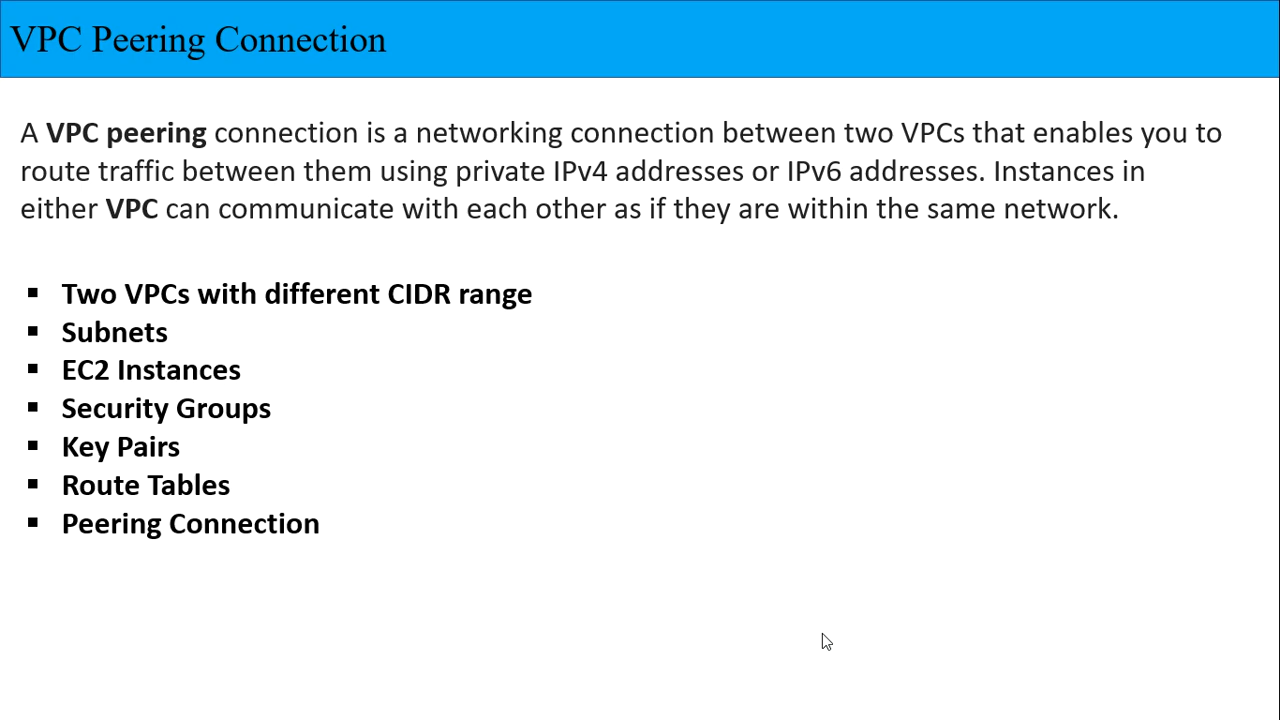 VPC Peering Connection
A VPC peering connection is a networking connection between two VPCs that enables you to
route traffic between them using private IPv4 addresses or IPv6 addresses. Instances in
either VPC can communicate with each other as if they are within the same network.
▪ Two VPCs with different CIDR range
▪ Subnets
▪ EC2 Instances
▪ Security Groups
▪ Key Pairs
▪ Route Tables
▪ Peering Connection